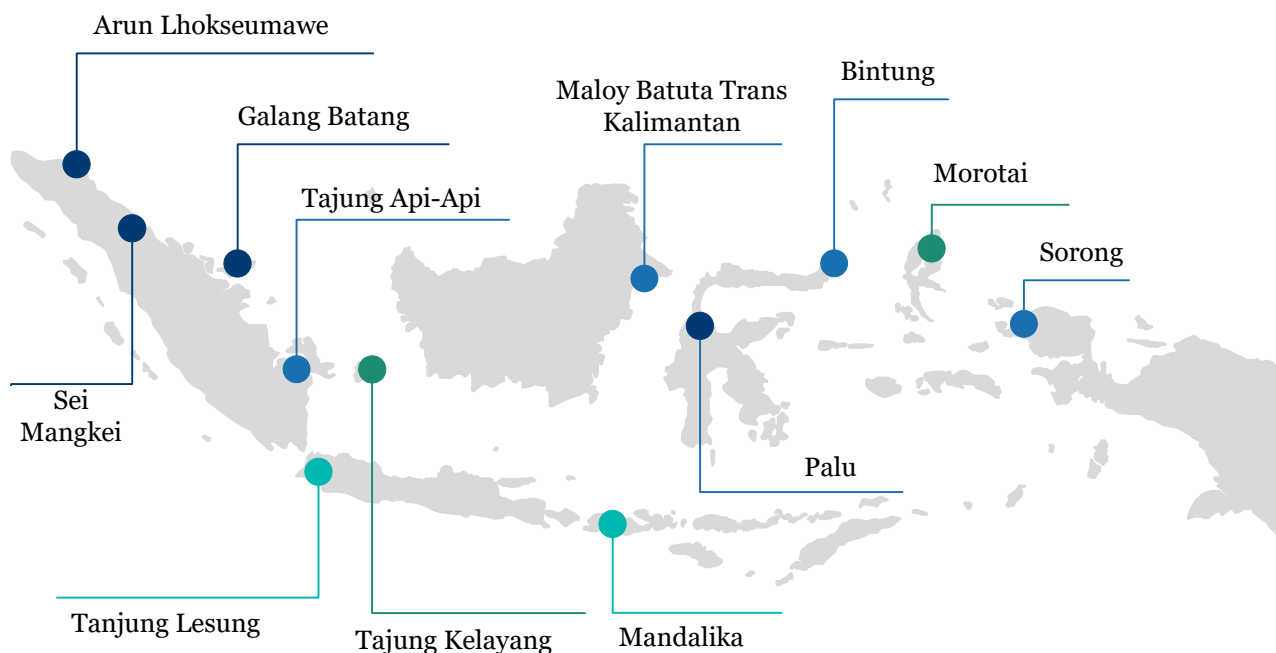 Arun Lhokseumawe
Bintung
Maloy Batuta Trans
Kalimantan
Galang Batang
Morotai
Tajung Api-Api
Sorong
Sei
Mangkei
Palu
Tanjung Lesung
Tajung Kelayang
Mandalika